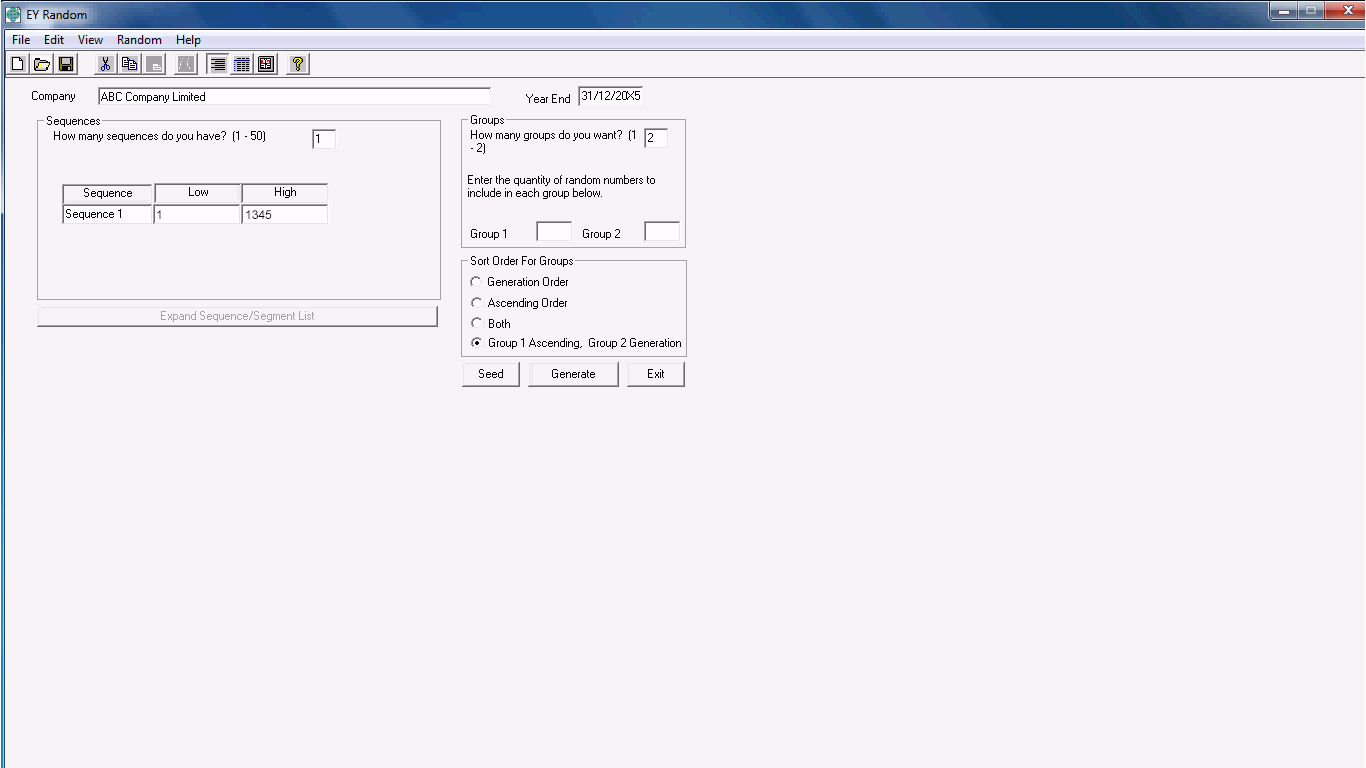 EY Random
File Edit View Random Help
Company ABC Company Limited Year End 31/12/20X5
Sequences
How many sequences do you have? (1 - 50) 1
Sequence Low High
Sequence 1 1 1345
Expand Sequence/Segment List
Groups
How many groups do you want? (1
- 2) 2
Enter the quantity of random numbers to
include in each group below.
Group 1 Group 2
Sort Order For Groups
Generation Order
Ascending Order
Both
Group 1 Ascending, Group 2 Generation
Seed Generate Exit